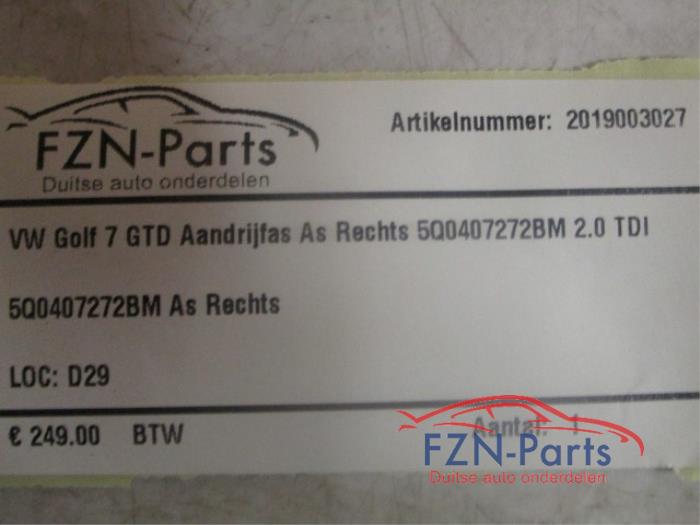 FZN-Parts
Duitse auto onderdelen
Artikelnummer: 2019003027
VW Golf 7 GTD Aandrijfas As Rechts 5Q0407272BM 2.0 TDI
5Q0407272BM As Rechts
LOC: D29
€ 249.00 BTW
Aantal: 1
FZN-Parts
Duitse auto onderdelen